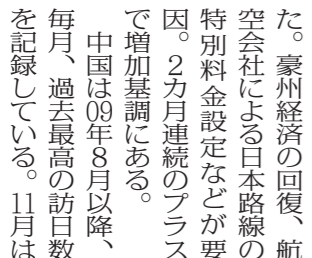 た。豪州経済の回復、航
空会社による日本路線の
特別料金設定などが要
因。２カ月連続のプラス
で増加基調にある。
　中国は09年８月以降、
毎月、過去最高の訪日数
を記録している。11月は